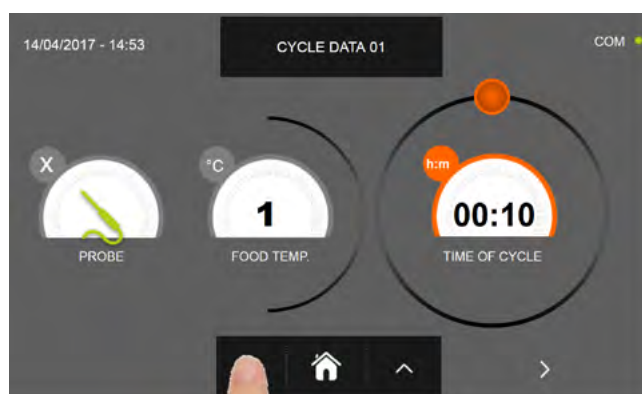 14/04/2017 - 14:53
CYCLE DATA 01
COM
X
°C
h:m
1
00:10
PROBE
FOOD TEMP.
TIME OF CYCLE